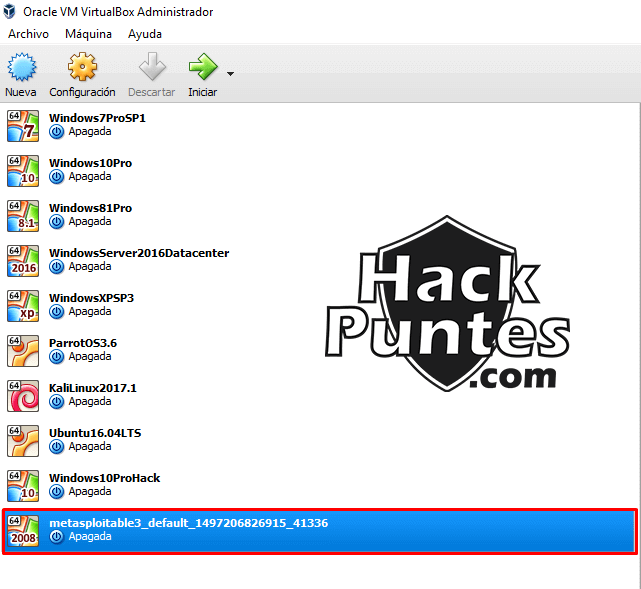 Oracle VM VirtualBox Administrador
Archivo Máquina Ayuda
Nueva Configuración Descartar Iniciar
64 7 Windows7ProSP1
Apagada
64 10 Windows10Pro
Apagada
64 8.1 Windows81Pro
Apagada
64 2016 WindowsServer2016Datacenter
Apagada
64 xp WindowsXPSP3
Apagada
64 ParrotOS3.6
Apagada
64 KaliLinux2017.1
Apagada
64 Ubuntu16.04LTS
Apagada
64 10 Windows10ProHack
Apagada
64 2008 metasploitable3_default_1497206826915_41336
Apagada
Hack
Puntes
.com